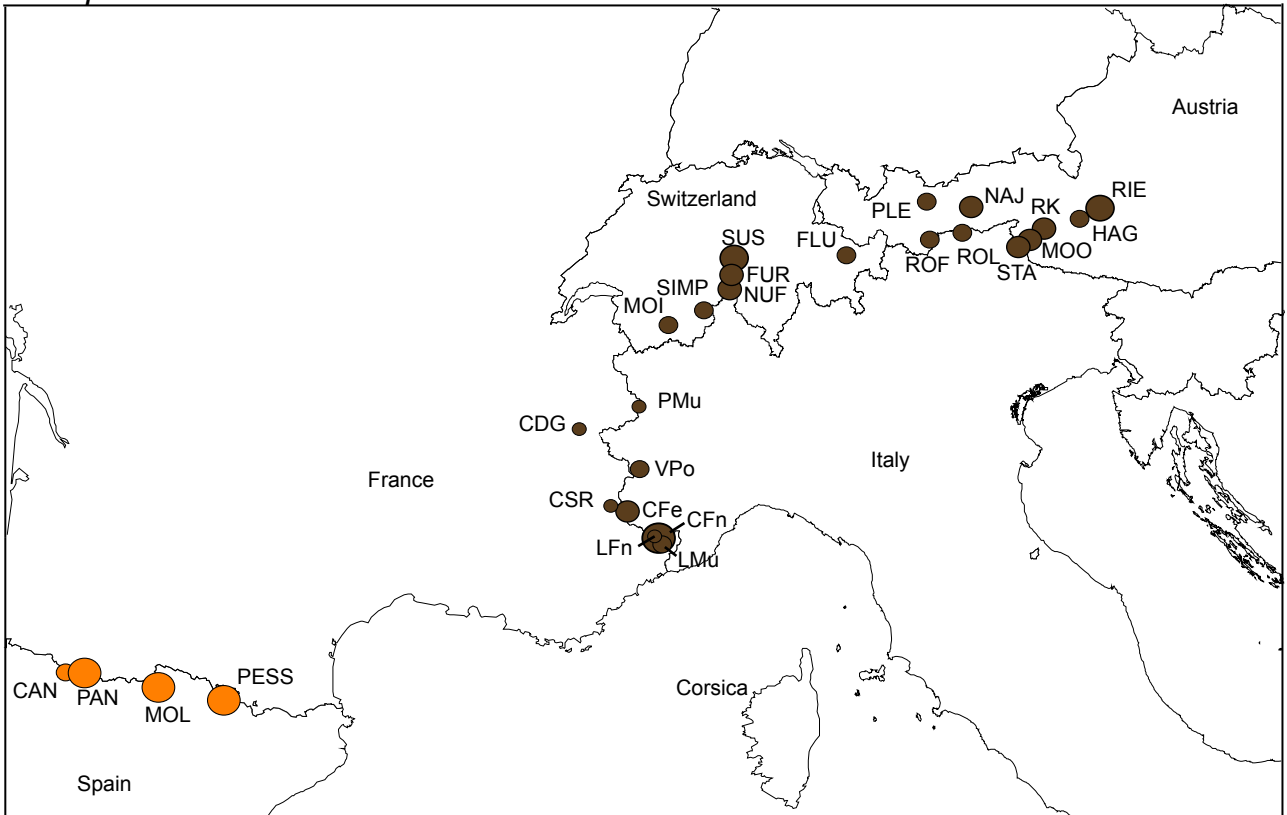 Austria
Switzerland
PLE
NAJ
RK
RIE
HAG
SUS
FLU
ROF
ROL
STA
MOO
FUR
SIMP
NUF
MOI
PMu
CDG
VPo
France
Italy
CSR
CFe
CFn
LFn
LMu
PESS
CAN
PAN
MOL
Corsica
Spain